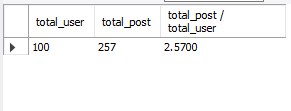 total_user total_post total_post /
total_user
100 257 2.5700